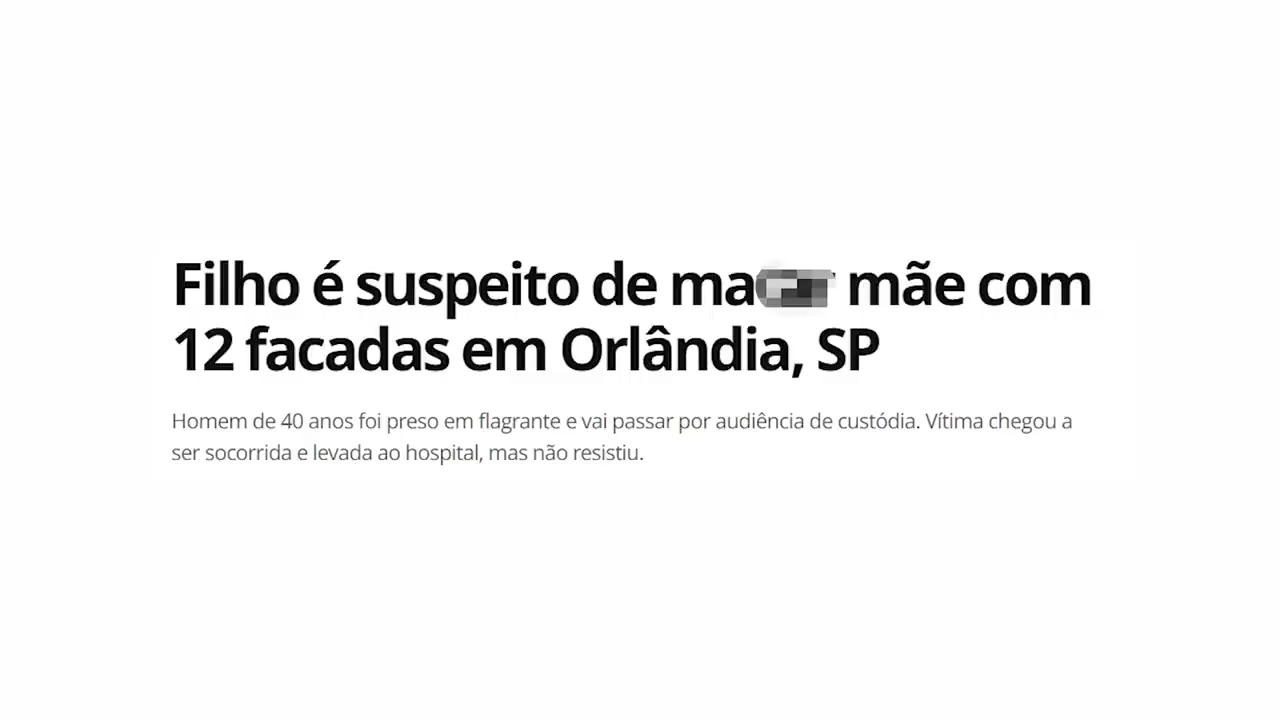 Filho é suspeito de ma mãe com
12 facadas em Orlândia, SP
Homem de 40 anos foi preso em flagrante e vai passar por audiência de custódia. Vítima chegou a
ser socorrida e levada ao hospital, mas não resistiu.